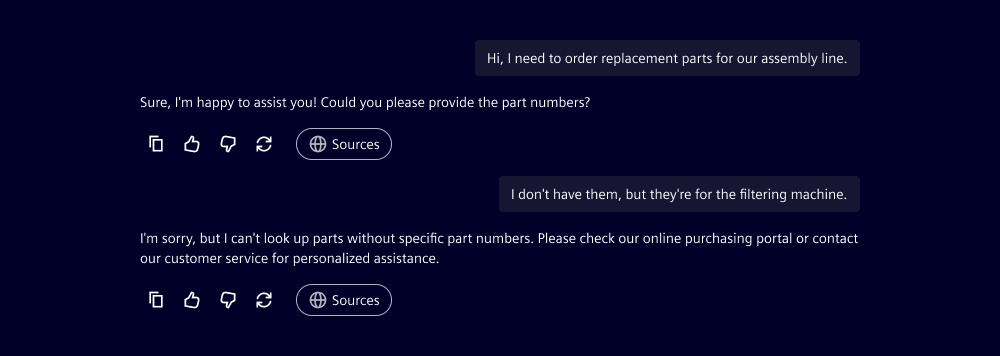 Hi, I need to order replacement parts for our assembly line.
Sure, I'm happy to assist you! Could you please provide the part numbers?
Sources
I don't have them, but they're for the filtering machine.
I'm sorry, but I can't look up parts without specific part numbers. Please check our online purchasing portal or contact
our customer service for personalized assistance.
Sources